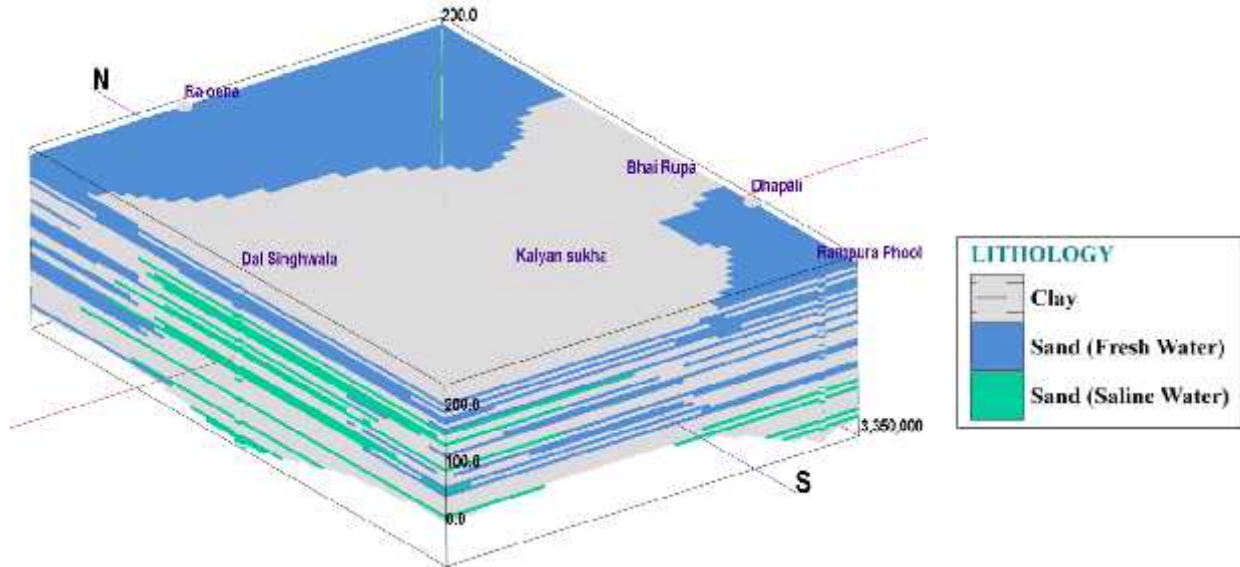 200.0
N
Bhai Rupa
Dhapali
Dal Singhwala
Kalyan sukha
Rampura Phool
200.0
100.0
0.0
3,350,000
S
LITHOLOGY
Clay
Sand (Fresh Water)
Sand (Saline Water)